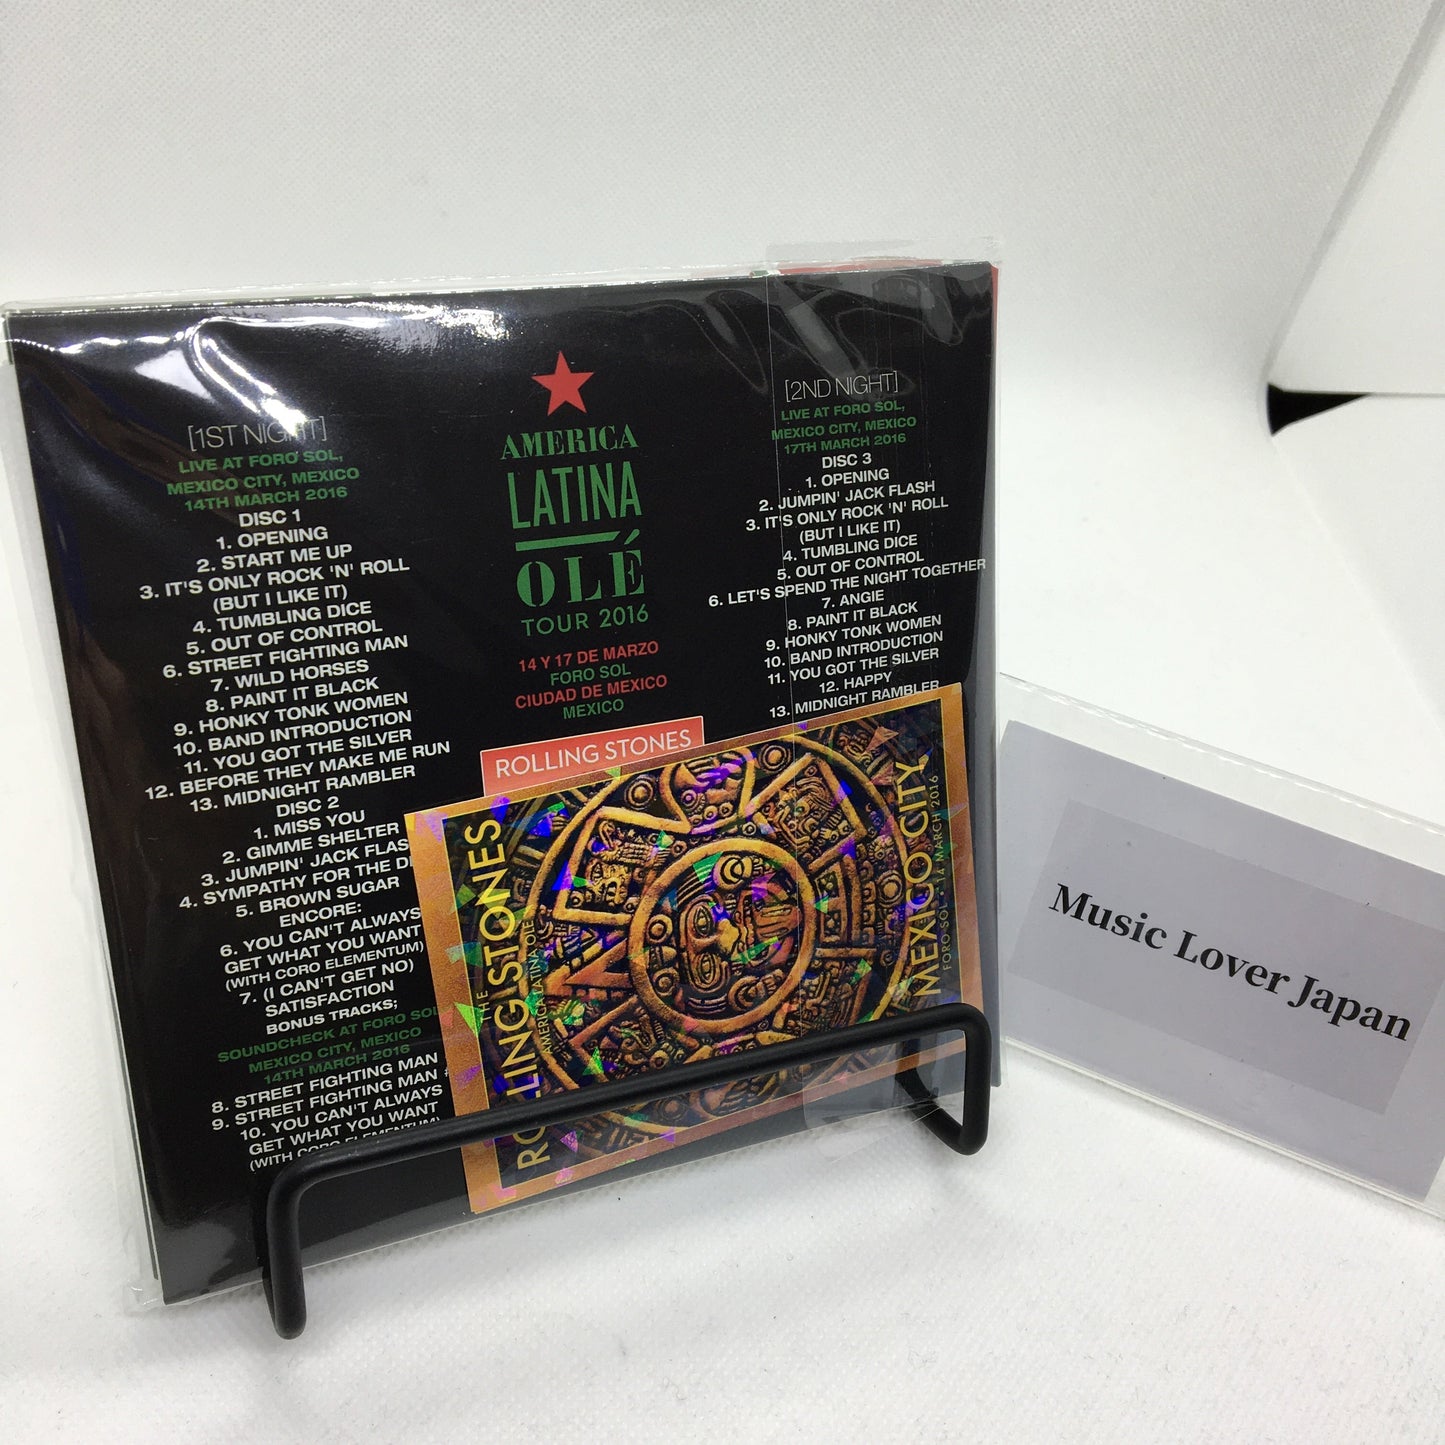 [1ST NIGHT]
LIVE AT FORO SOL,
MEXICO CITY, MEXICO
14TH MARCH 2016
DISC 1
1. OPENING
2. START ME UP
3. IT'S ONLY ROCK 'N' ROLL
(BUT I LIKE IT)
4. TUMBLING DICE
5. OUT OF CONTROL
6. STREET FIGHTING MAN
7. WILD HORSES
8. PAINT IT BLACK
9. HONKY TONK WOMEN
10. BAND INTRODUCTION
11. YOU GOT THE SILVER
12. BEFORE THEY MAKE ME RUN
13. MIDNIGHT RAMBLER
DISC 2
1. MISS YOU
2. GIMME SHELTER
3. JUMPIN' JACK FLAS
4. SYMPATHY FOR THE D
5. BROWN SUGAR
ENCORE:
6. YOU CAN'T ALWAYS
GET WHAT YOU WANT
(WITH CORO ELEMENTUM)
7. (I CAN'T GET NO)
SATISFACTION
BONUS TRACKS;
SOUNDCHECK AT FORO SOL
MEXICO CITY, MEXICO
14TH MARCH 2016
8. STREET FIGHTING MAN
9. STREET FIGHTING MAN
10. YOU CAN'T ALWAYS
GET WHAT YOU WANT
(WITH CORO ELEMENTUM)
AMERICA
LATINA
OLÉ
TOUR 2016
14 Y 17 DE MARZO
FORO SOL
CIUDAD DE MEXICO
MEXICO
ROLLING STONES
[2ND NIGHT]
LIVE AT FORO SOL,
MEXICO CITY, MEXICO
17TH MARCH 2016
DISC 3
1. OPENING
2. JUMPIN' JACK FLASH
3. IT'S ONLY ROCK 'N' ROLL
(BUT I LIKE IT)
4. TUMBLING DICE
5. OUT OF CONTROL
6. LET'S SPEND THE NIGHT TOGETHER
7. ANGIE
8. PAINT IT BLACK
9. HONKY TONK WOMEN
10. BAND INTRODUCTION
11. YOU GOT THE SILVER
12. HAPPY
13. MIDNIGHT RAMBLER
THE
ROLLING STONES
AMERICA LATINA OLÉ
MEXICO CITY
FORO SOL • 14 MARCH 2016
Music Lover Japan